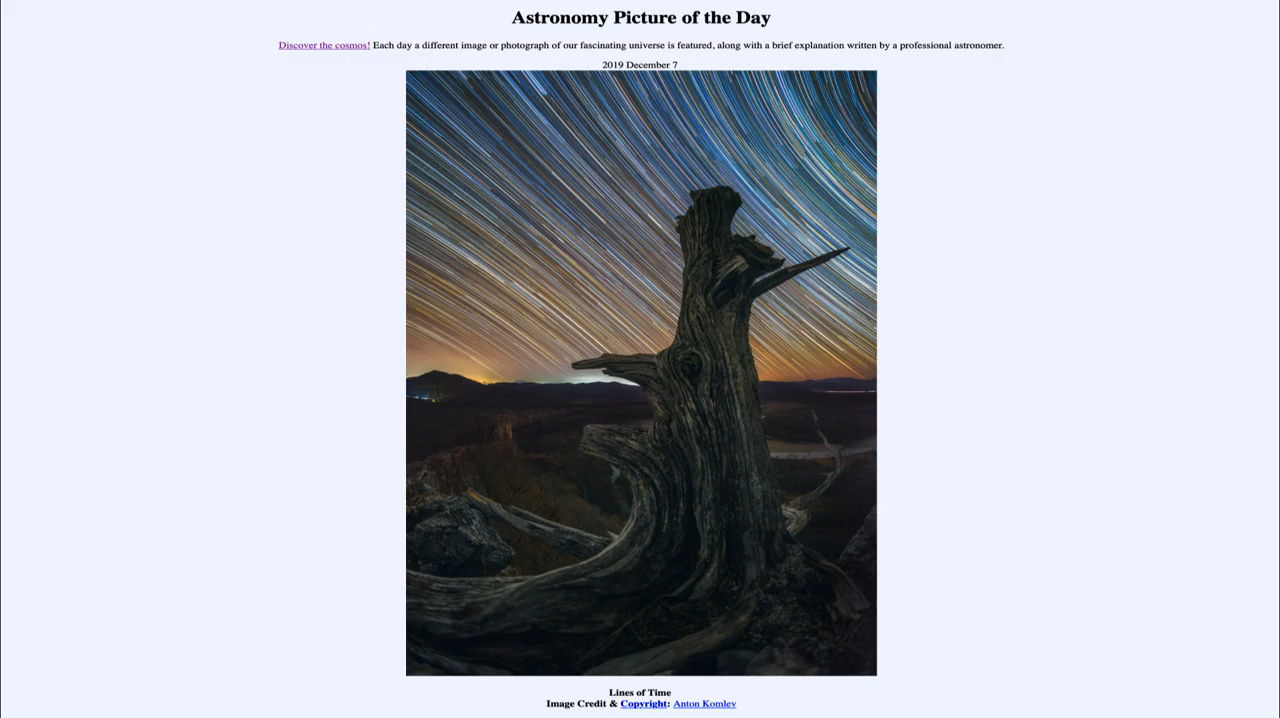 Astronomy Picture of the Day
Discover the cosmos! Each day a different image or photograph of our fascinating universe is featured, along with a brief explanation written by a professional astronomer.
2019 December 7
Lines of Time
Image Credit & Copyright: Anton Komlev